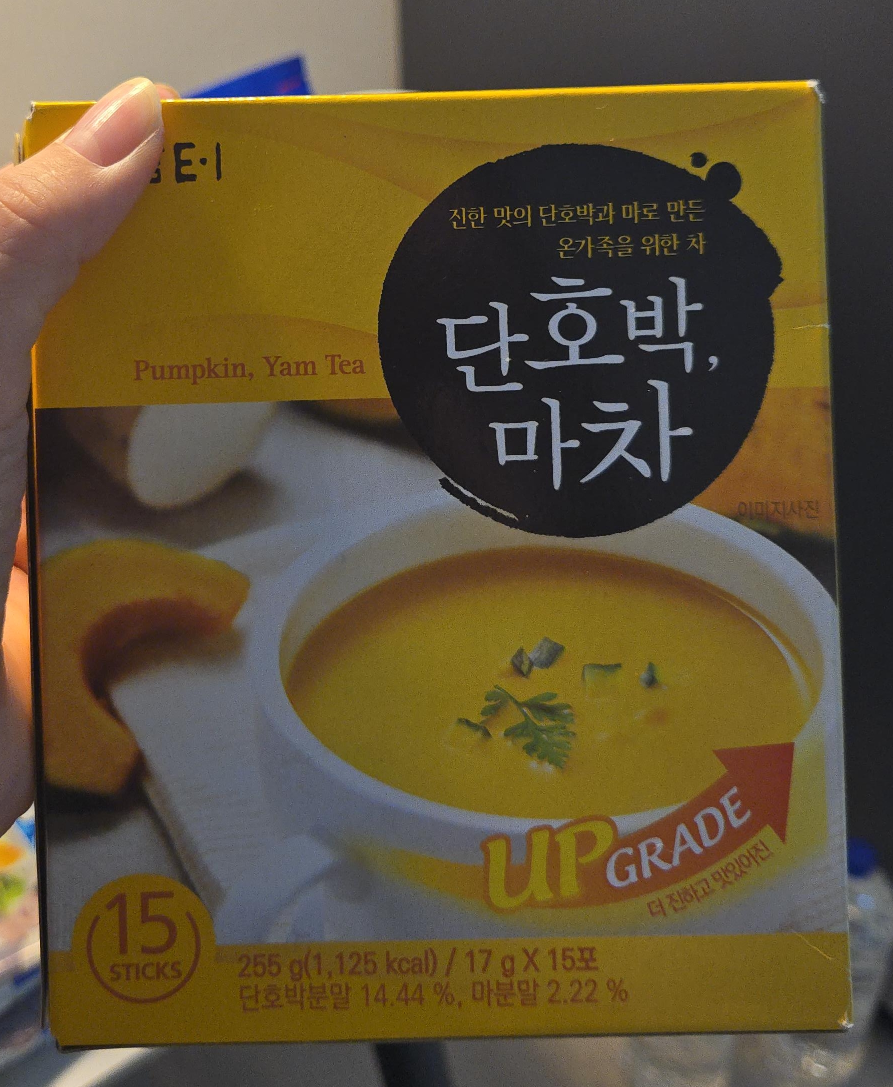 E·I
진한 맛의 단호박과 마로 만든
온가족을 위한 차
단호박,
마차
Pumpkin, Yam Tea
이미지사진
UPGRADE
더 진하고 맛있어진
15
STICKS
255 g(1,125 kcal) / 17 g X 15포
단호박분말 14.44 %, 마분말 2.22 %